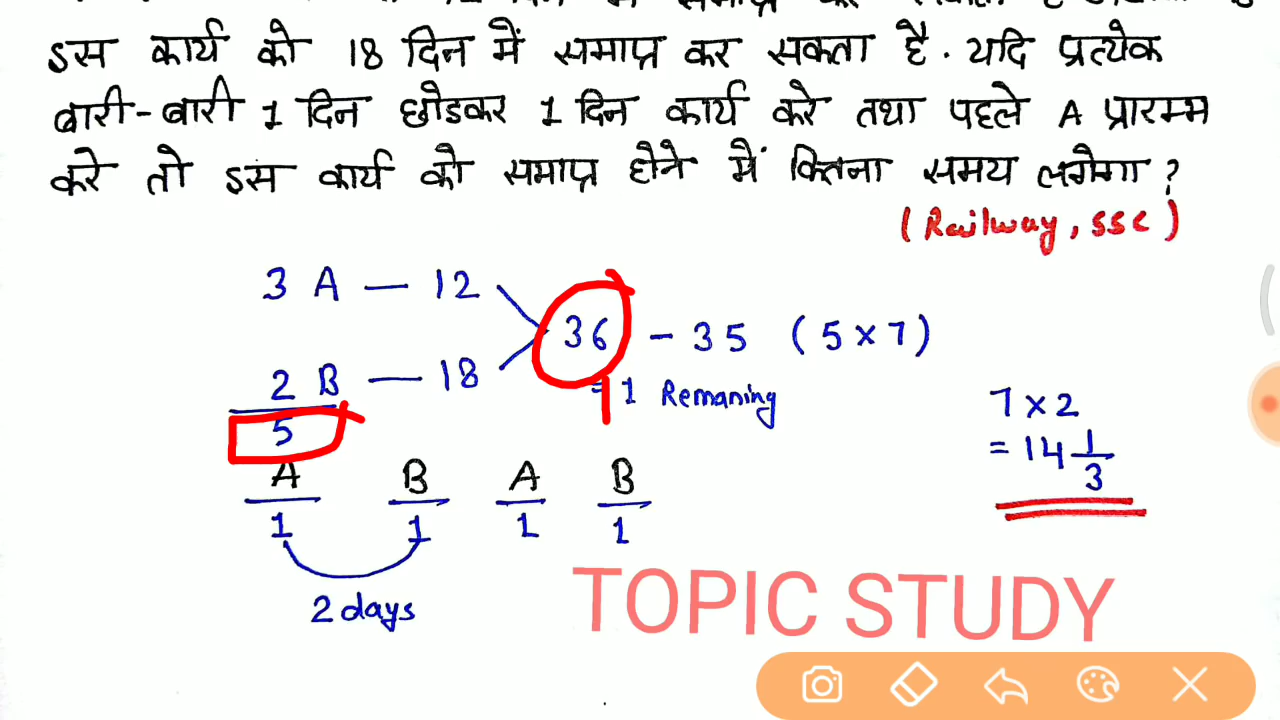 इस कार्य को 18 दिन में समाप्त कर सकता है. यदि प्रत्येक
बारी-बारी 1 दिन छोडकर 1 दिन कार्य करे तथा पहले A प्रारम्भ
करे तो इस कार्य को समाप्त होने में कितना समय लगेगा?
(Railway, SSC)
3 A — 12
36 - 35 (5×7)
2 B — 18
= 1 Remaning
5
7×2
= 14 1/3
A B A B
1 1 1 1
2 days
TOPIC STUDY